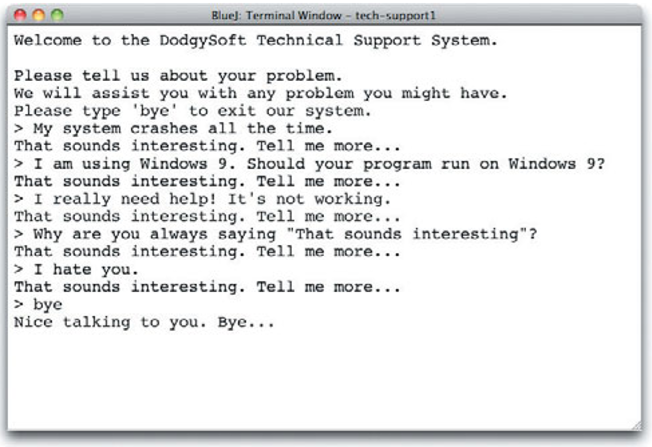 BlueJ: Terminal Window – tech-support1
Welcome to the DodgySoft Technical Support System.
Please tell us about your problem.
We will assist you with any problem you might have.
Please type 'bye' to exit our system.
> My system crashes all the time.
That sounds interesting. Tell me more...
> I am using Windows 9. Should your program run on Windows 9?
That sounds interesting. Tell me more...
> I really need help! It's not working.
That sounds interesting. Tell me more...
> Why are you always saying "That sounds interesting"?
That sounds interesting. Tell me more...
> I hate you.
That sounds interesting. Tell me more...
> bye
Nice talking to you. Bye...